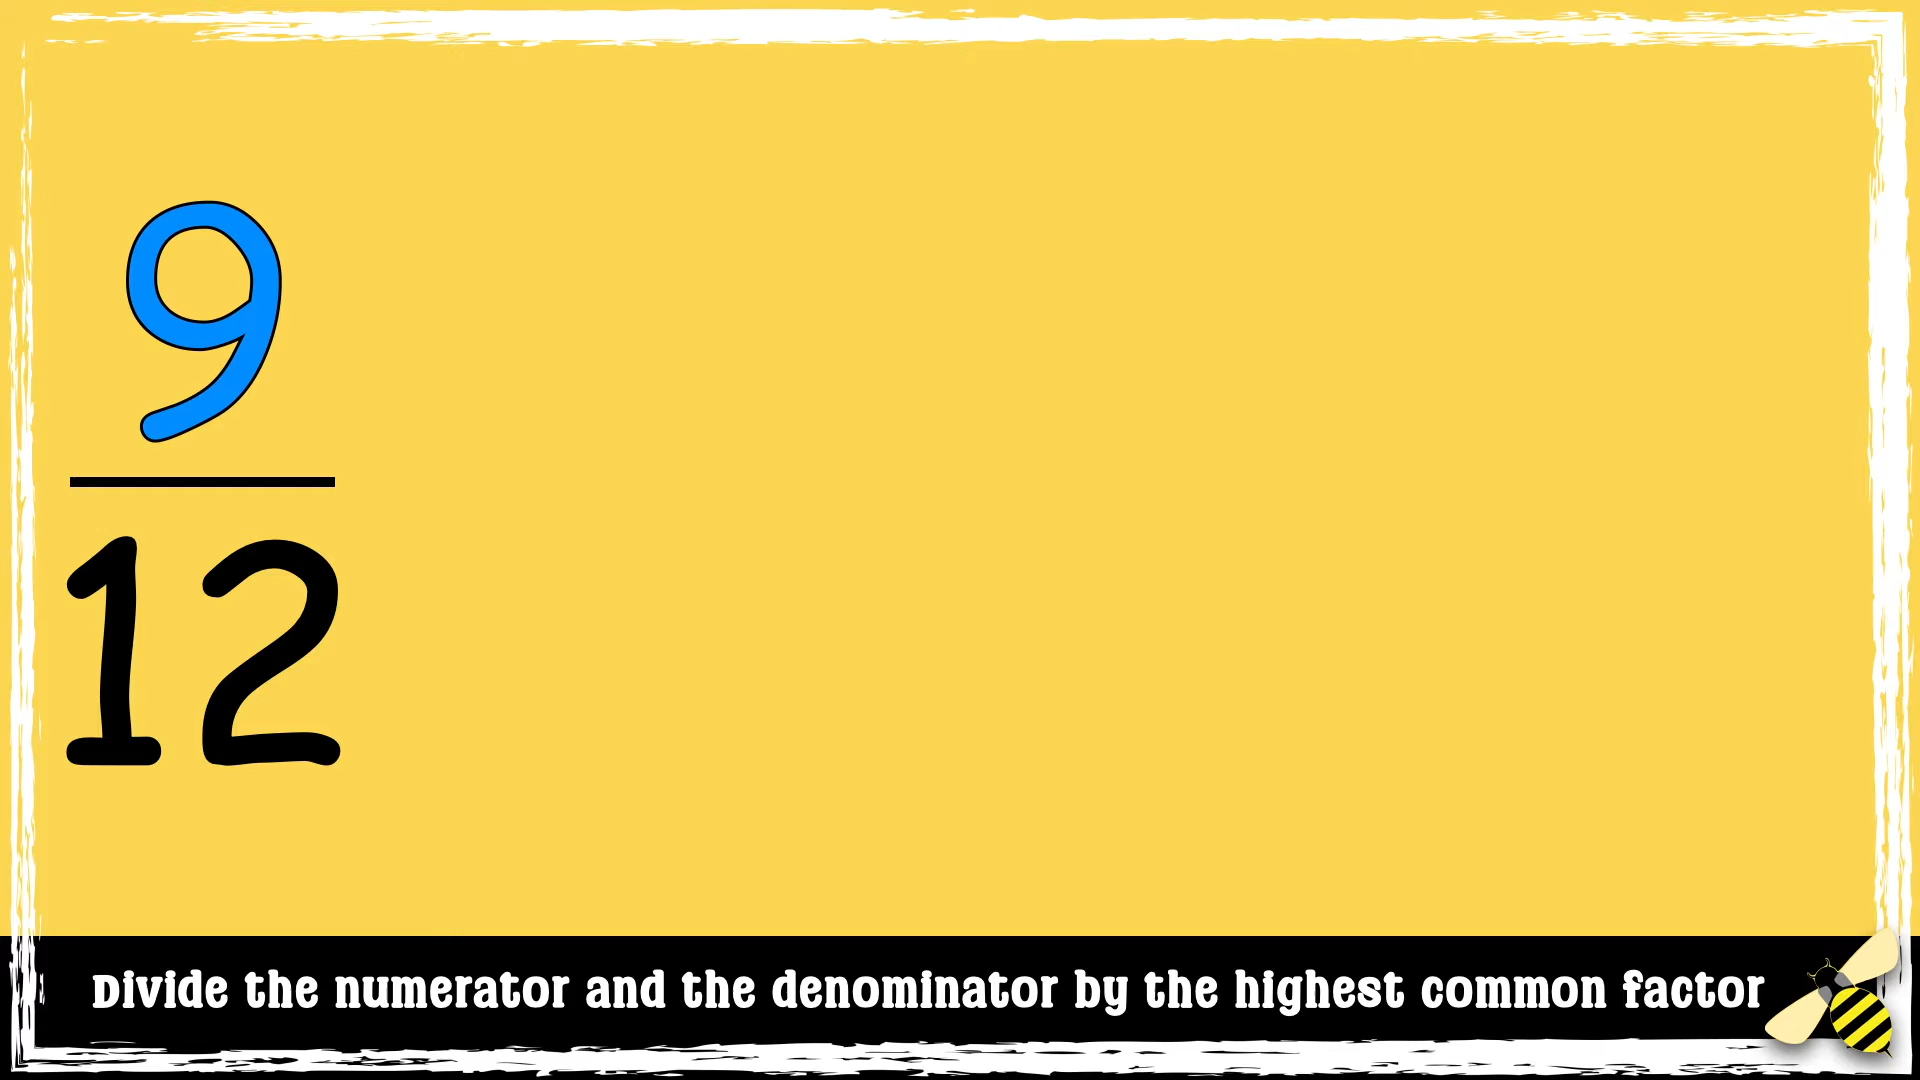 9
12
Divide the numerator and the denominator by the highest common factor